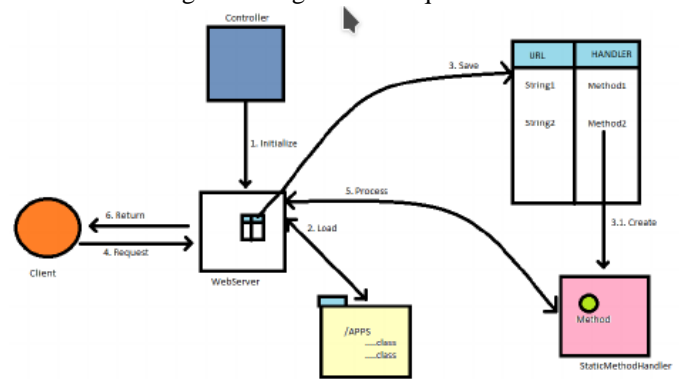 Controller
3. Save
URL HANDLER
String1 Method1
String2 Method2
1. Initialize
5. Process
6. Return
4. Request
2. Load
3.1. Create
Client
WebServer
/APPS
.class
.class
Method
StaticMethodHandler